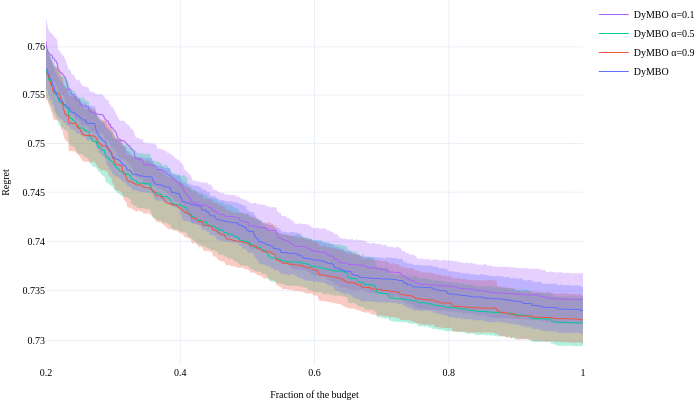 DyMBO α=0.1
DyMBO α=0.5
DyMBO α=0.9
DyMBO
0.76
0.755
0.75
0.745
0.74
0.735
0.73
Regret
0.2 0.4 0.6 0.8 1
Fraction of the budget